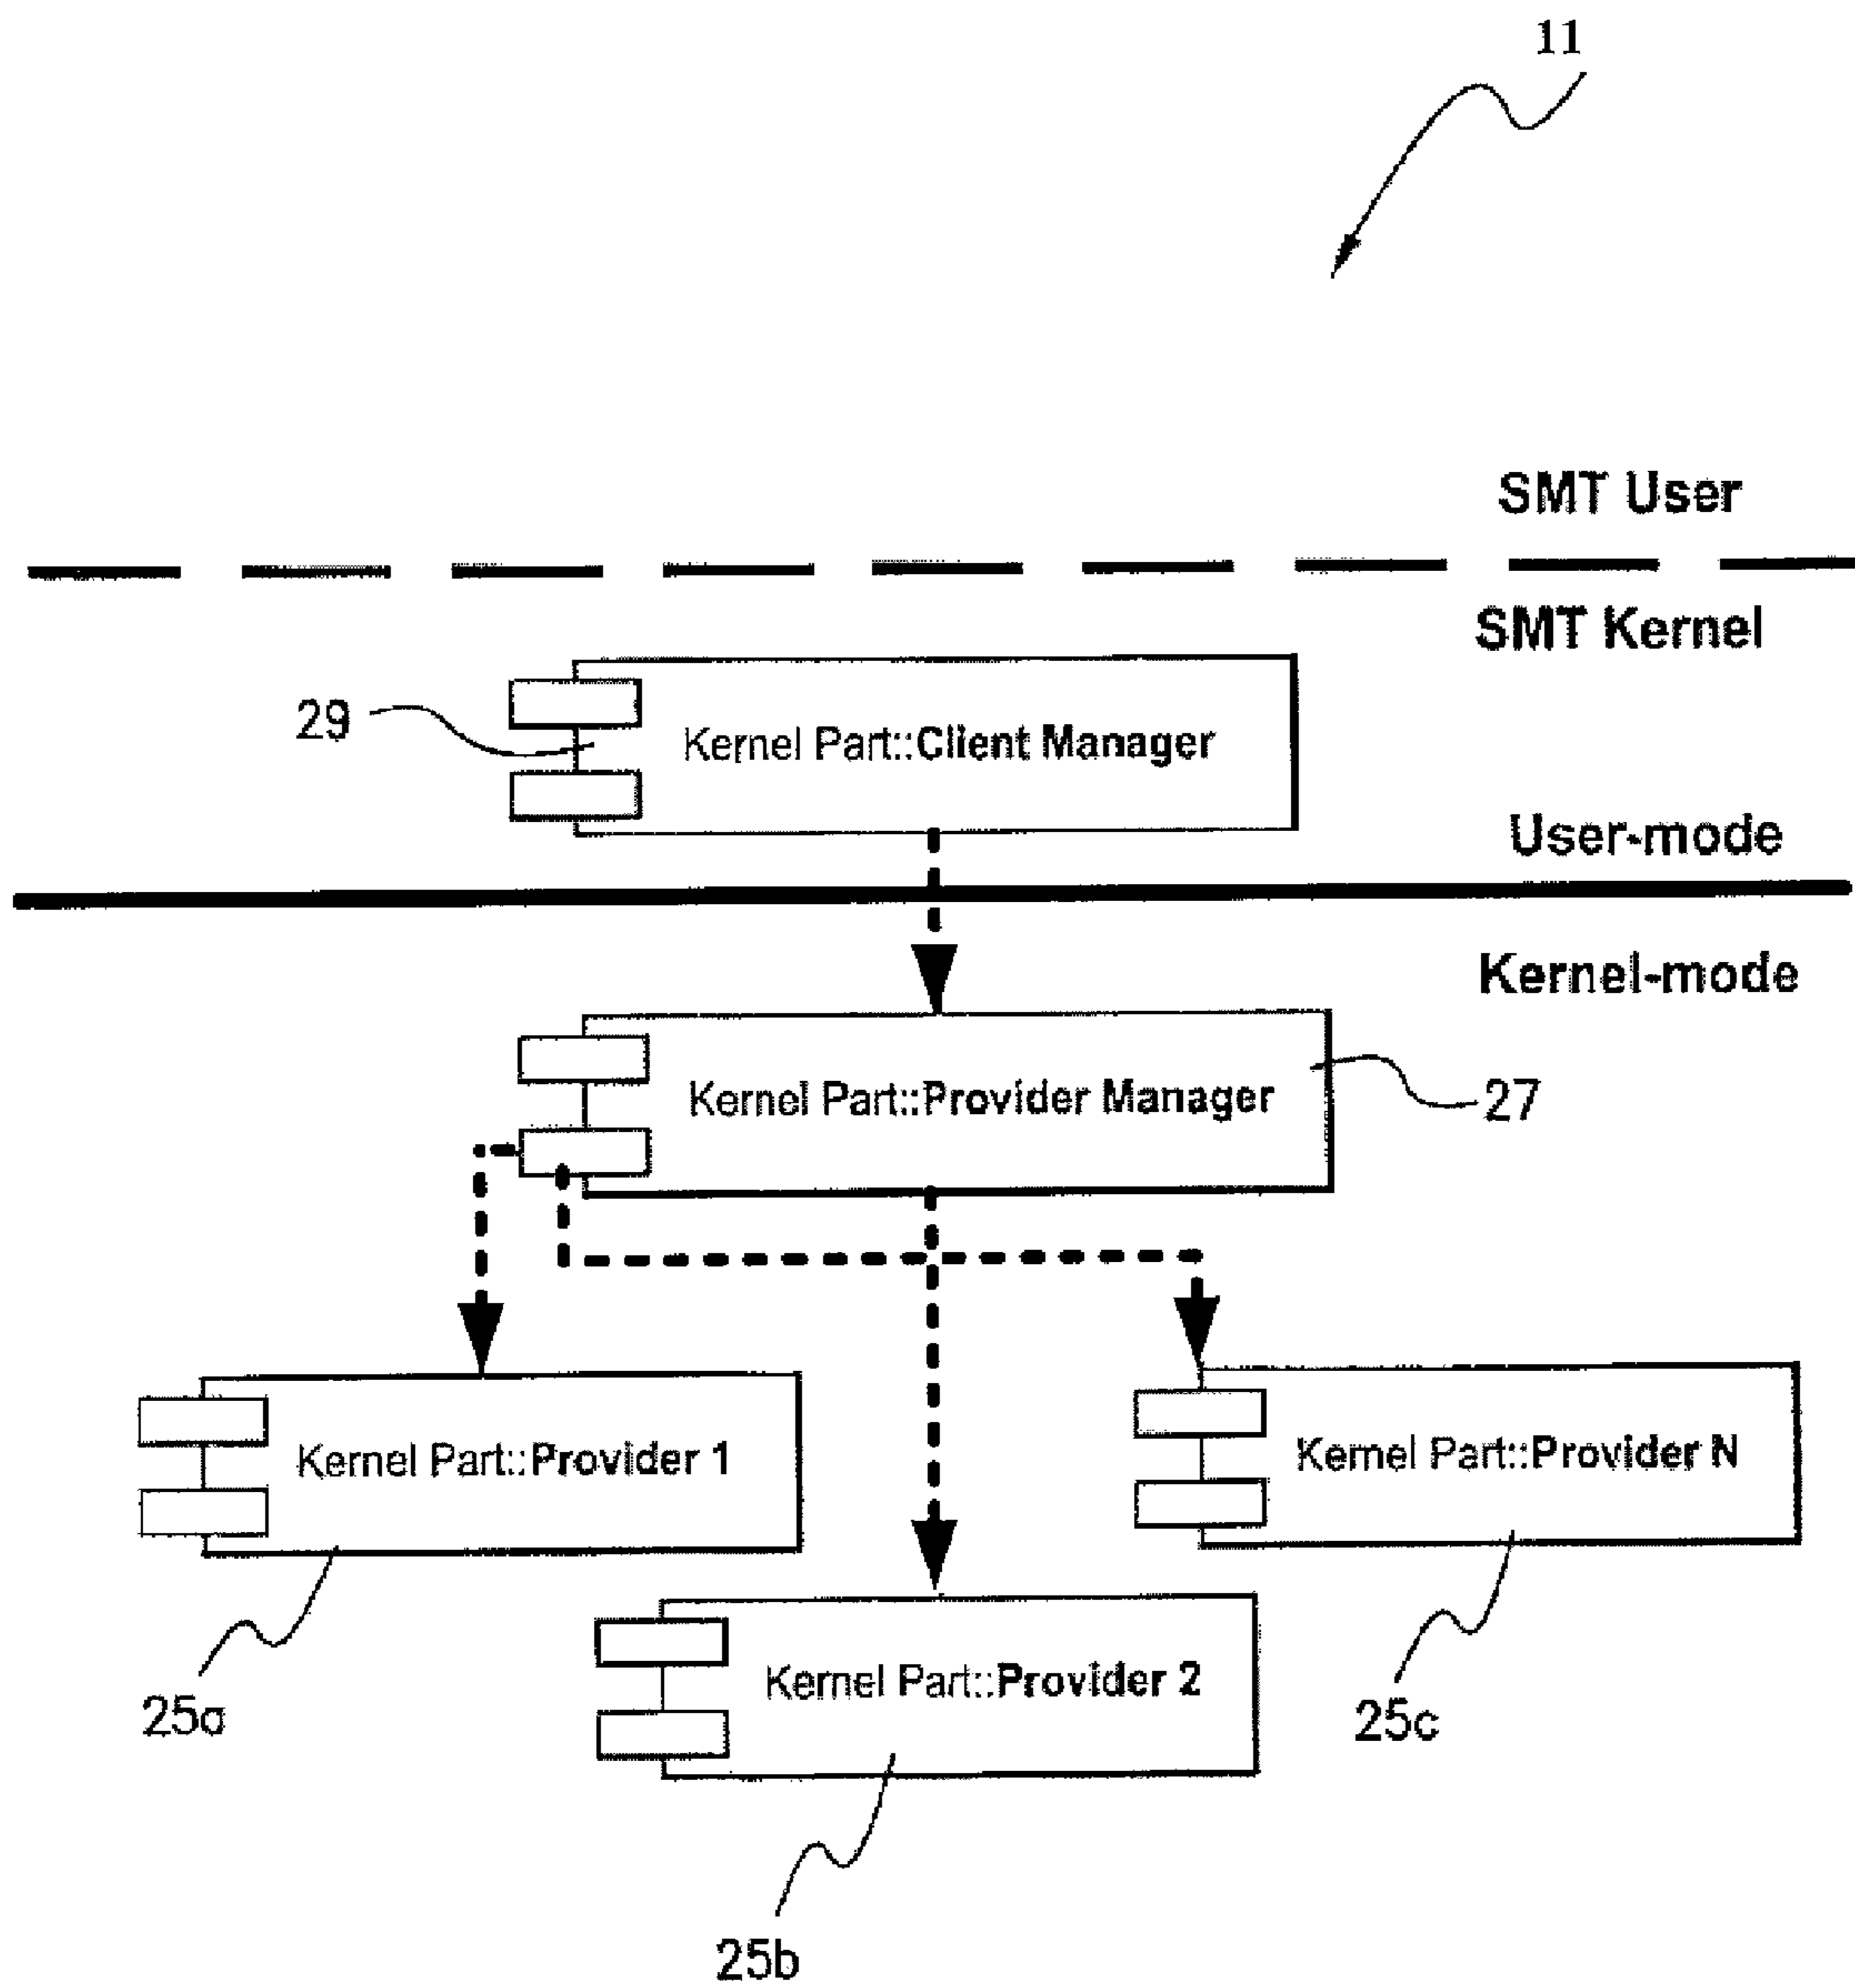 11
SMT User
SMT Kernel
29
Kernel Part::Client Manager
User-mode
Kernel-mode
Kernel Part::Provider Manager
27
Kernel Part::Provider 1
Kernel Part::Provider N
25a
Kernel Part::Provider 2
25c
25b